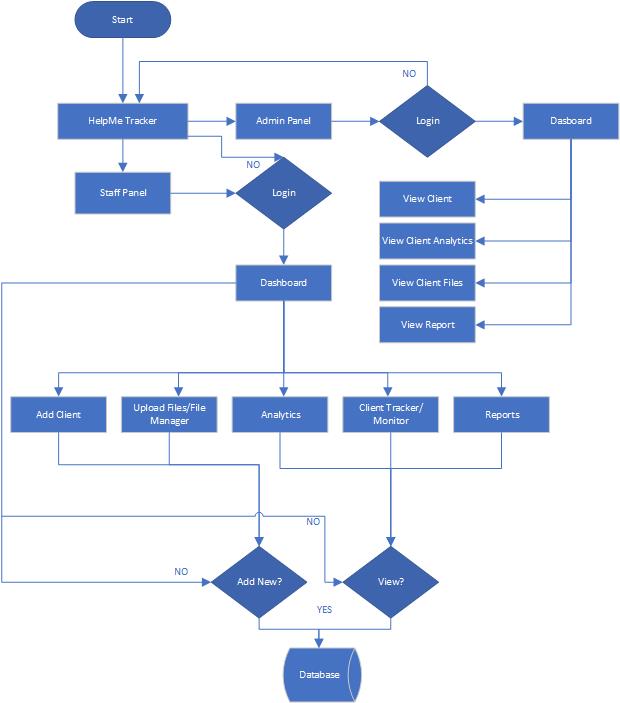 Start
NO
HelpMe Tracker
Admin Panel
Login
Dasboard
NO
Staff Panel
Login
View Client
View Client Analytics
Dashboard
View Client Files
View Report
Add Client
Upload Files/File
Manager
Analytics
Client Tracker/
Monitor
Reports
NO
NO
Add New?
View?
YES
Database